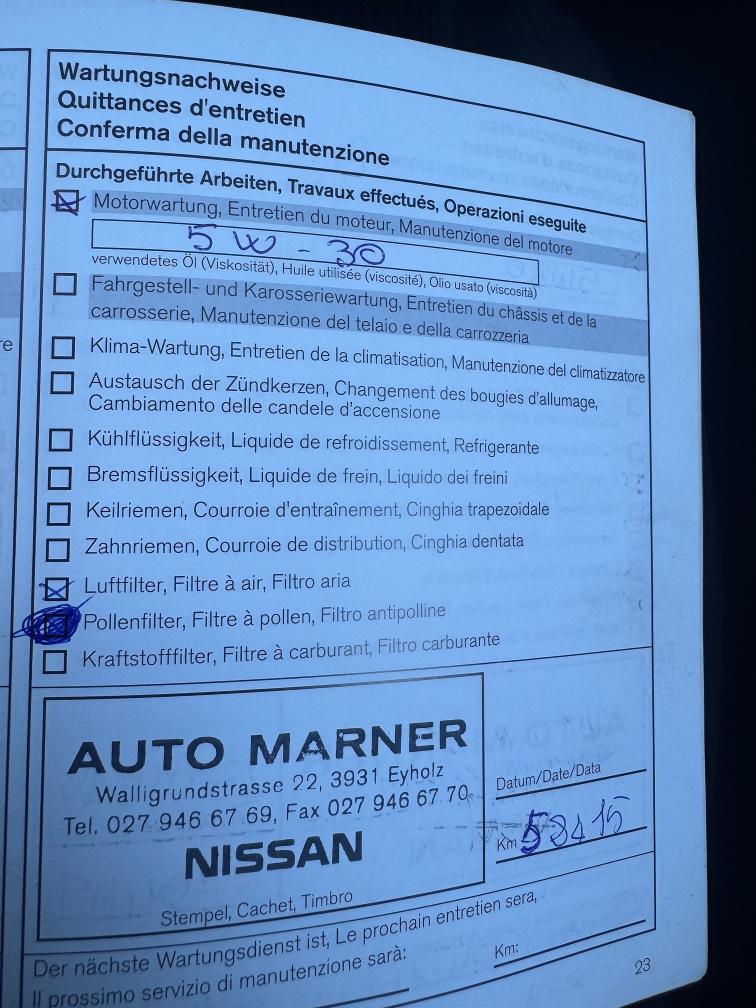 Wartungsnachweise
Quittances d'entretien
Conferma della manutenzione
Durchgeführte Arbeiten, Travaux effectués, Operazioni eseguite
Motorwartung, Entretien du moteur, Manutenzione del motore
5W-30
verwendetes Öl (Viskosität), Huile utilisée (viscosité), Olio usato (viscosità)
Fahrgestell- und Karosseriewartung, Entretien du châssis et de la
carrosserie, Manutenzione del telaio e della carrozzeria
Klima-Wartung, Entretien de la climatisation, Manutenzione del climatizzatore
Austausch der Zündkerzen, Changement des bougies d'allumage,
Cambiamento delle candele d'accensione
Kühlflüssigkeit, Liquide de refroidissement, Refrigerante
Bremsflüssigkeit, Liquide de frein, Liquido dei freini
Keilriemen, Courroie d'entraînement, Cinghia trapezoidale
Zahnriemen, Courroie de distribution, Cinghia dentata
Luftfilter, Filtre à air, Filtro aria
Pollenfilter, Filtre à pollen, Filtro antipolline
Kraftstofffilter, Filtre à carburant, Filtro carburante
AUTO MARNER
Walligrundstrasse 22, 3931 Eyholz
Tel. 027 946 67 69, Fax 027 946 67 70
NISSAN
Stempel, Cachet, Timbro
Datum/Date/Data
Km 58415
Der nächste Wartungsdienst ist, Le prochain entretien sera,
Il prossimo servizio di manutenzione sarà:
Km:
23